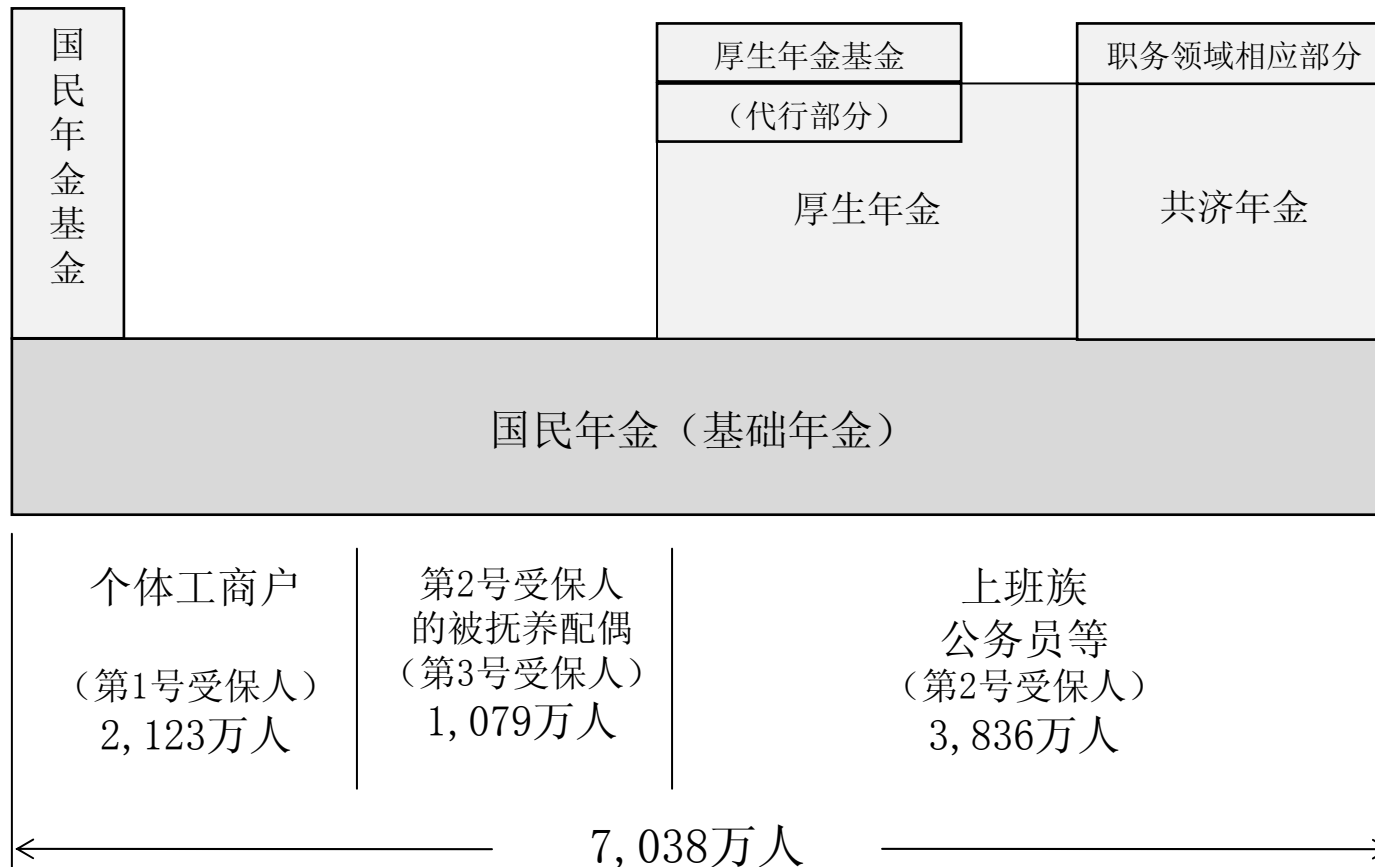 国民年金基金
厚生年金基金
（代行部分）
厚生年金
职务领域相应部分
共济年金
国民年金（基础年金）
个体工商户
（第1号受保人）
2,123万人
第2号受保人
的被抚养配偶
（第3号受保人）
1,079万人
上班族
公务员等
（第2号受保人）
3,836万人
7,038万人